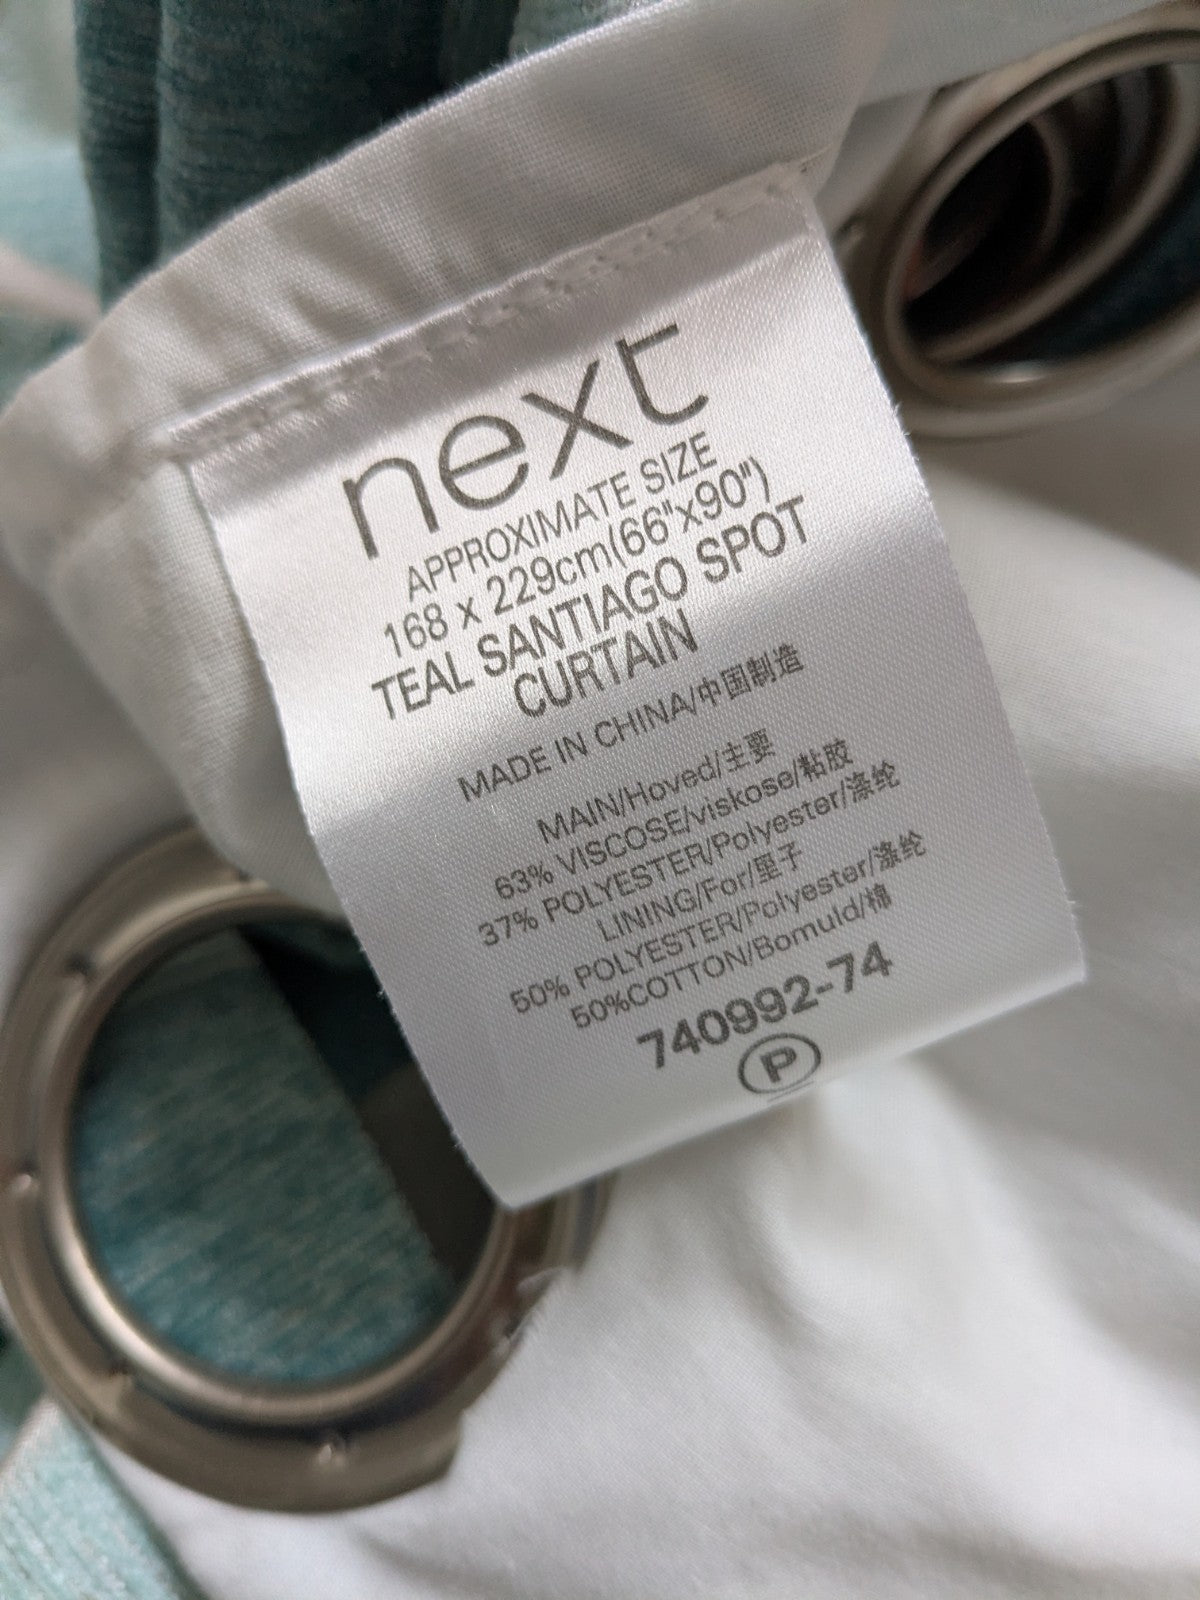 next
APPROXIMATE SIZE
168 x 229cm(66"x90")
TEAL SANTIAGO SPOT
CURTAIN
MADE IN CHINA/中国制造
MAIN/Hoved/主要
63% VISCOSE/viskose/粘胶
37% POLYESTER/Polyester/涤纶
LINING/For/里子
50% POLYESTER/Polyester/涤纶
50%COTTON/Bomuld/棉
740992-74
P